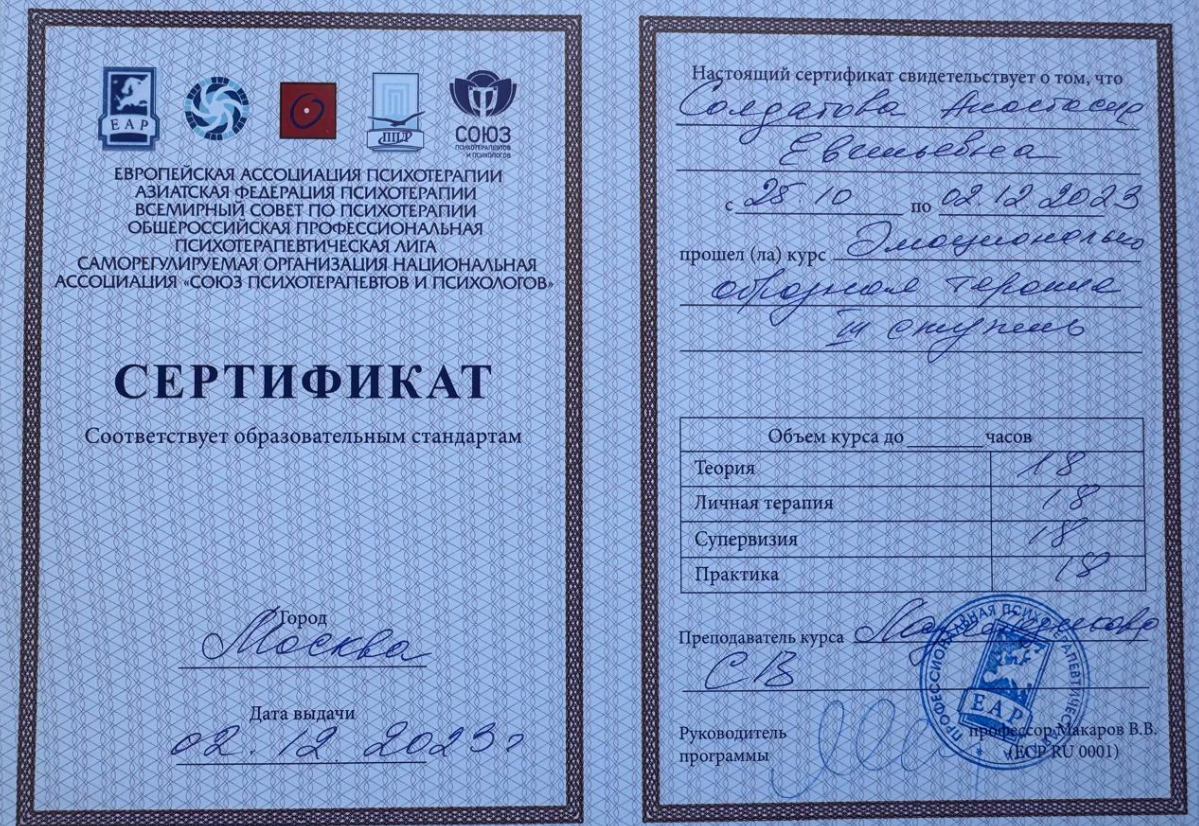 ЕАР
ППЛ
СОЮЗ
ПСИХОТЕРАПЕВТОВ
И ПСИХОЛОГОВ
ЕВРОПЕЙСКАЯ АССОЦИАЦИЯ ПСИХОТЕРАПИИ
АЗИАТСКАЯ ФЕДЕРАЦИЯ ПСИХОТЕРАПИИ
ВСЕМИРНЫЙ СОВЕТ ПО ПСИХОТЕРАПИИ
ОБЩЕРОССИЙСКАЯ ПРОФЕССИОНАЛЬНАЯ
ПСИХОТЕРАПЕВТИЧЕСКАЯ ЛИГА
САМОРЕГУЛИРУЕМАЯ ОРГАНИЗАЦИЯ НАЦИОНАЛЬНАЯ
АССОЦИАЦИЯ «СОЮЗ ПСИХОТЕРАПЕВТОВ И ПСИХОЛОГОВ»
СЕРТИФИКАТ
Соответствует образовательным стандартам
Город
Москва
Дата выдачи
02.12.2023г
Настоящий сертификат свидетельствует о том, что
Солдатова Анастасия
Евгеньевна
с 25.10 по 02.12.2023
прошел (ла) курс Эмоционально
образная терапия
III ступень
Объем курса до часов
Теория 18
Личная терапия 18
Супервизия 18
Практика 18
Преподаватель курса
СВ
Руководитель
программы
профессор Макаров В.В.
(ECP RU 0001)
ПРОФЕССИОНАЛЬНАЯ ПСИХОТЕРАПЕВТИЧЕСКАЯ
ЕАР